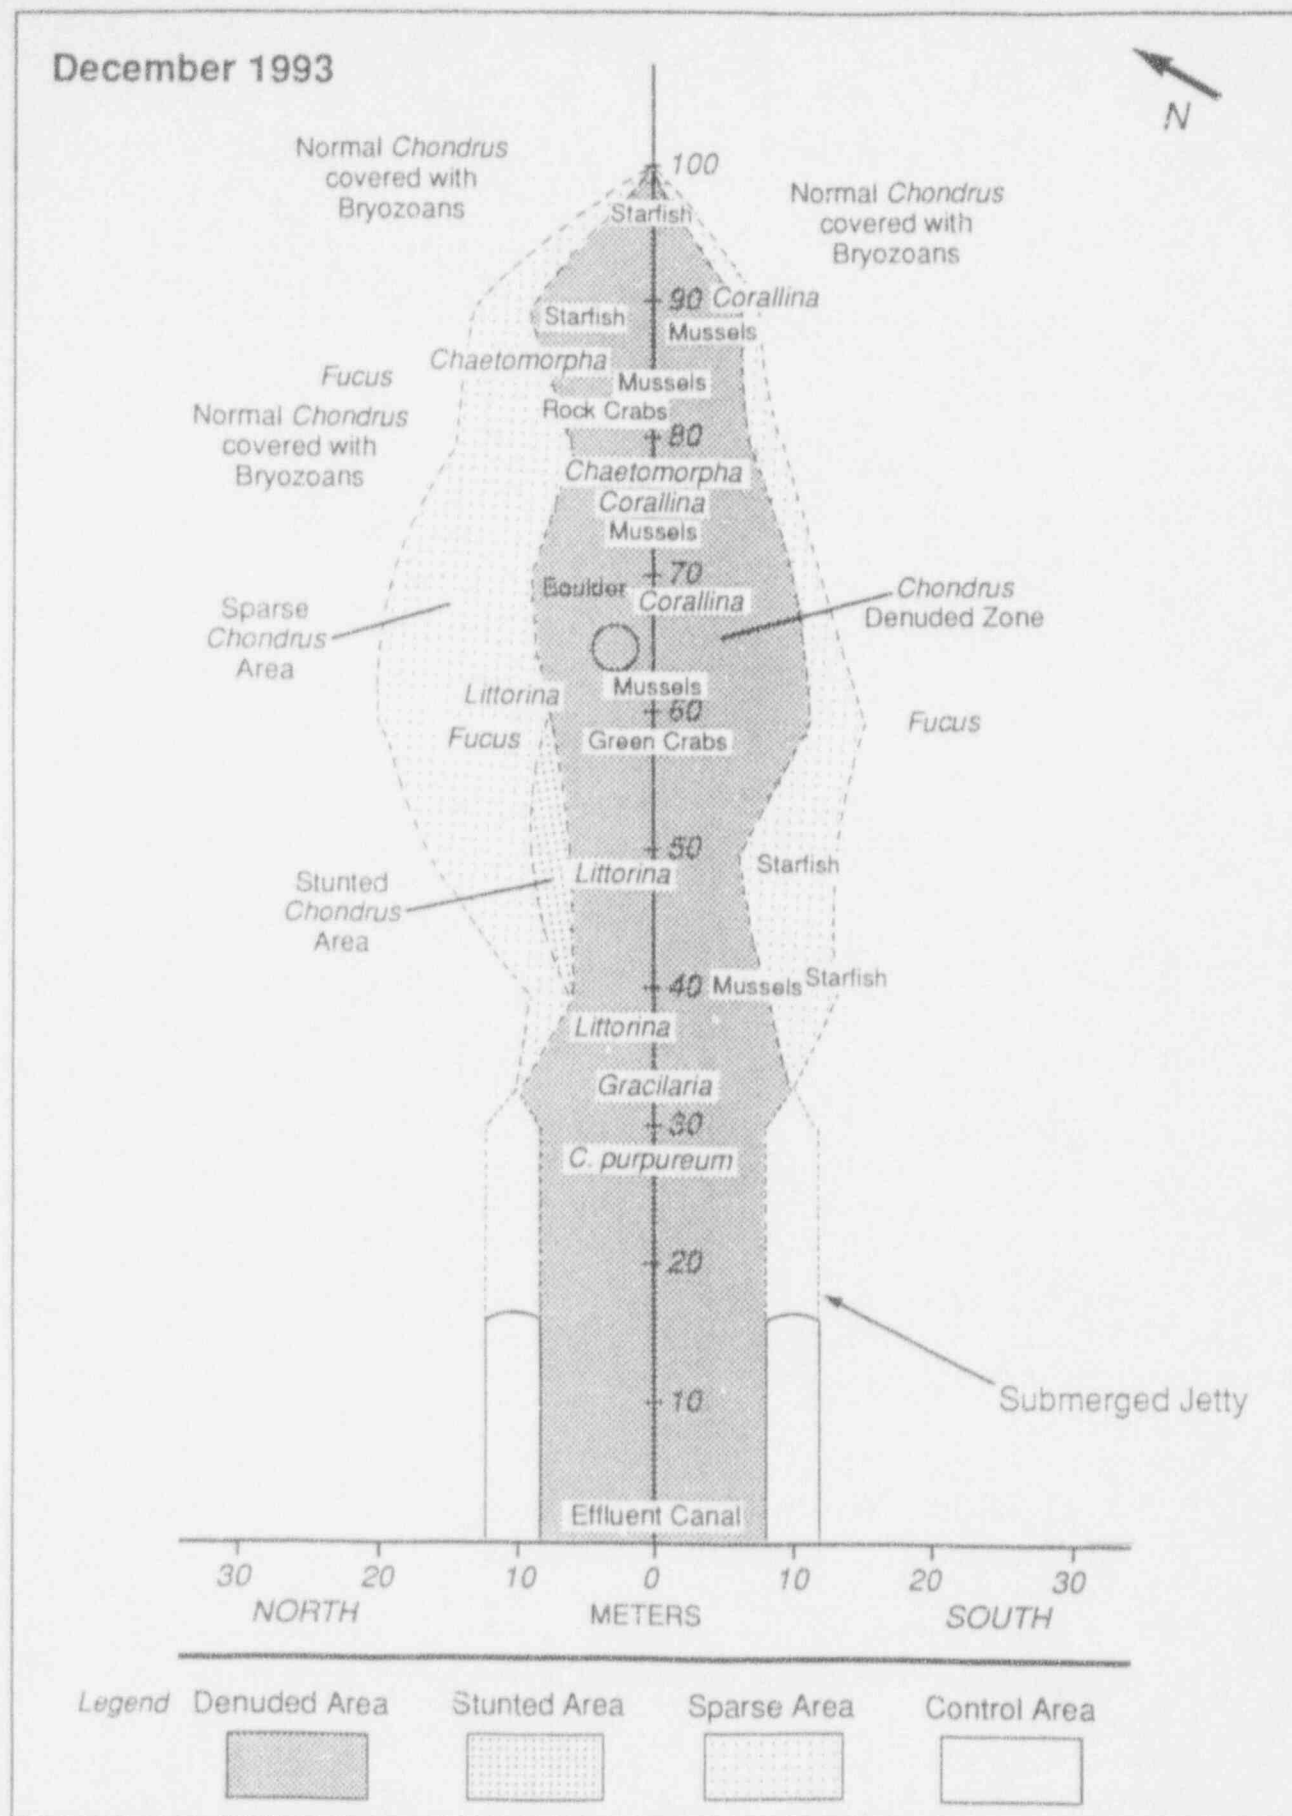 December 1993
N
Normal Chondrus
covered with
Bryozoans
100
Normal Chondrus
covered with
Bryozoans
Starfish
90
Corallina
Starfish
Mussels
Chaetomorpha
Fucus
Mussels
Normal Chondrus
covered with
Bryozoans
Rock Crabs
80
Chaetomorpha
Corallina
Mussels
70
Boulder
Corallina
Chondrus
Denuded Zone
Sparse
Chondrus
Area
Mussels
Littorina
60
Fucus
Fucus
Green Crabs
50
Starfish
Littorina
Stunted
Chondrus
Area
40
Mussels
Starfish
Littorina
Gracilaria
30
C. purpureum
20
10
Submerged Jetty
Effluent Canal
30 20 10 0 10 20 30
NORTH METERS SOUTH
Legend Denuded Area Stunted Area Sparse Area Control Area